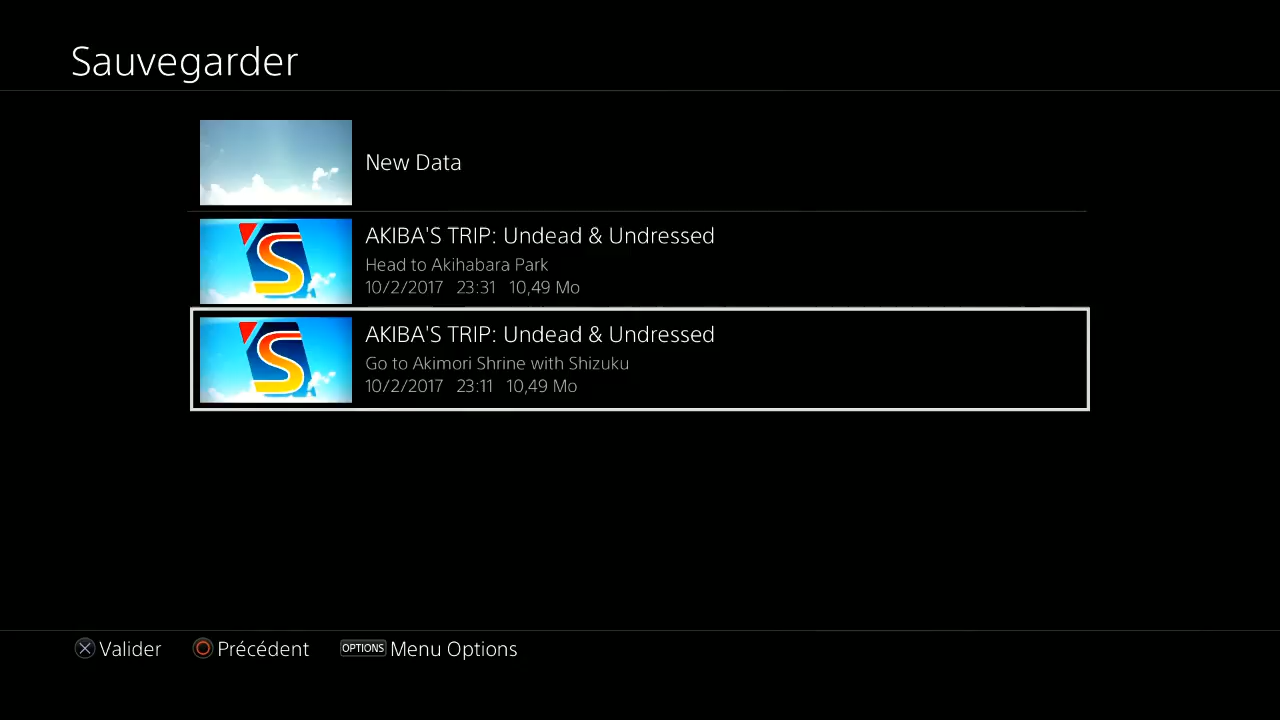 Sauvegarder
New Data
AKIBA'S TRIP: Undead & Undressed
Head to Akihabara Park
10/2/2017 23:31 10,49 Mo
AKIBA'S TRIP: Undead & Undressed
Go to Akimori Shrine with Shizuku
10/2/2017 23:11 10,49 Mo
Valider Précédent OPTIONS Menu Options